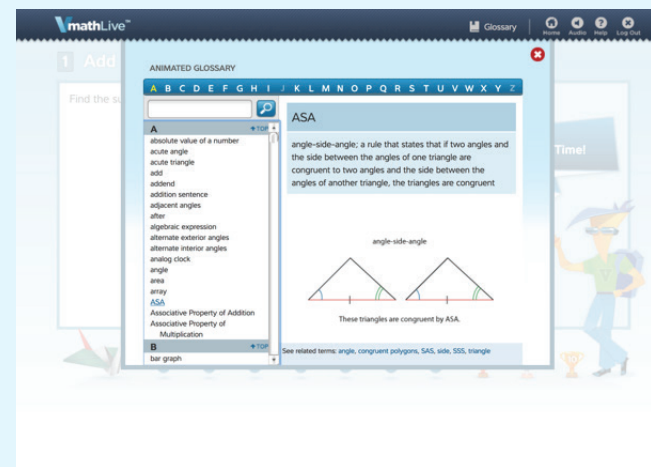 VmathLive™
Glossary
Home Audio Help Log Out
1 Add
Find the su
Time!
ANIMATED GLOSSARY
A B C D E F G H I J K L M N O P Q R S T U V W X Y Z
A TOP
absolute value of a number
acute angle
acute triangle
add
addend
addition sentence
adjacent angles
after
algebraic expression
alternate exterior angles
alternate interior angles
analog clock
angle
area
array
ASA
Associative Property of Addition
Associative Property of
Multiplication
B TOP
bar graph
ASA
angle-side-angle; a rule that states that if two angles and
the side between the angles of one triangle are
congruent to two angles and the side between the
angles of another triangle, the triangles are congruent
angle-side-angle
These triangles are congruent by ASA.
See related terms: angle, congruent polygons, SAS, side, SSS, triangle